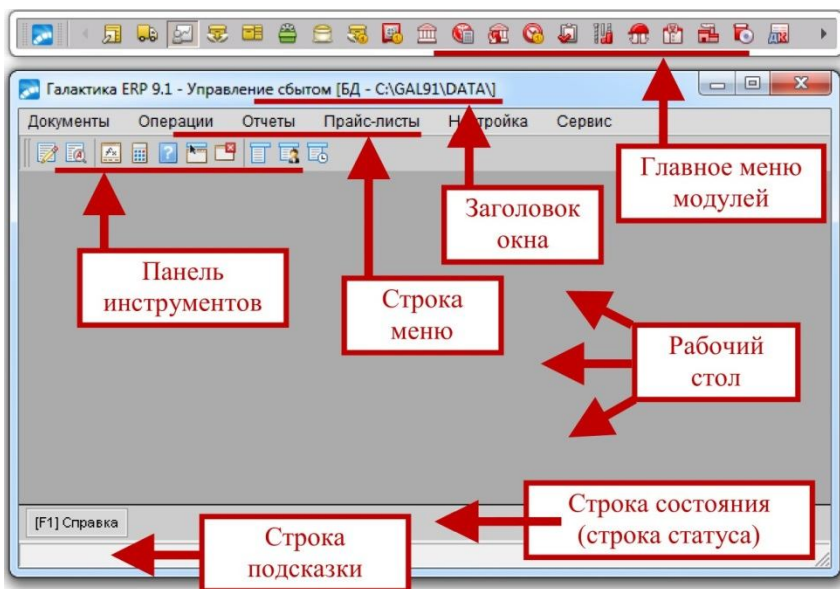 Галактика ERP 9.1 - Управление сбытом [БД - C:\GAL91\DATA\]
Документы Операции Отчеты Прайс-листы Настройка Сервис
Главное меню
модулей
Заголовок
окна
Панель
инструментов
Строка
меню
Рабочий
стол
Строка состояния
(строка статуса)
[F1] Справка
Строка
подсказки